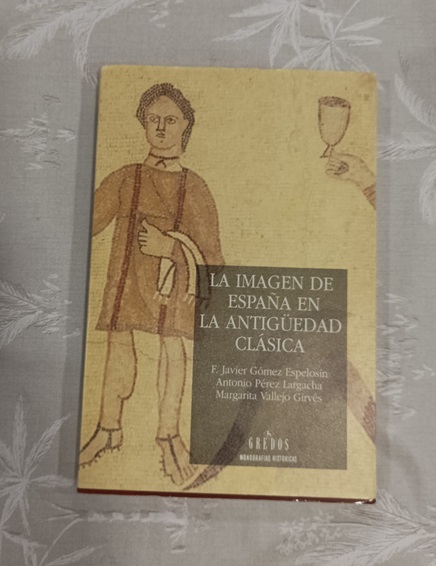 LA IMAGEN DE
ESPAÑA EN
LA ANTIGÜEDAD
CLÁSICA
F. Javier Gómez Espelosín
Antonio Pérez Largacha
Margarita Vallejo Girvés
GREDOS
MONOGRAFÍAS HISTÓRICAS